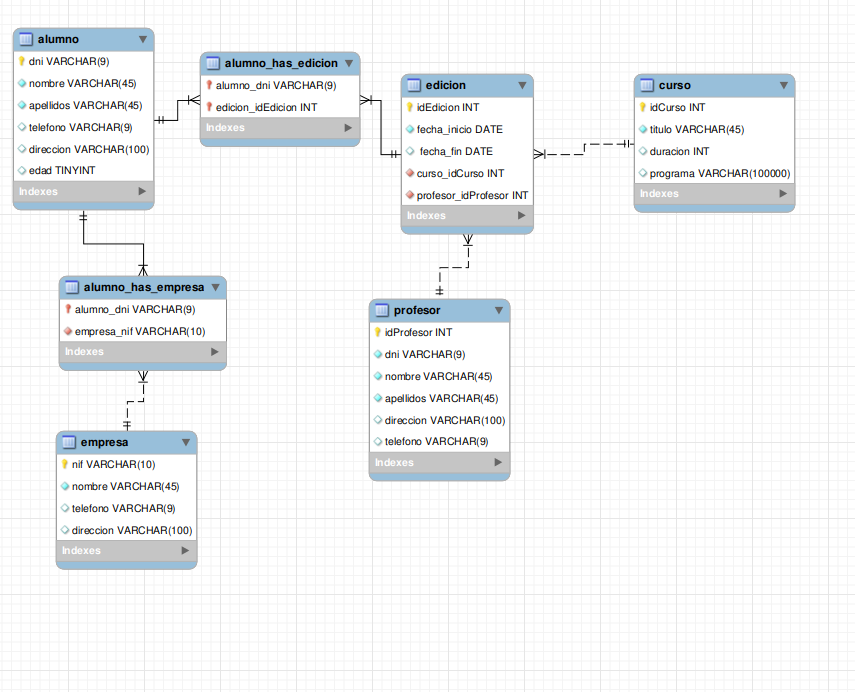 alumno
dni VARCHAR(9)
nombre VARCHAR(45)
apellidos VARCHAR(45)
telefono VARCHAR(9)
direccion VARCHAR(100)
edad TINYINT
Indexes
alumno_has_edicion
alumno_dni VARCHAR(9)
edicion_idEdicion INT
Indexes
edicion
idEdicion INT
fecha_inicio DATE
fecha_fin DATE
curso_idCurso INT
profesor_idProfesor INT
Indexes
curso
idCurso INT
titulo VARCHAR(45)
duracion INT
programa VARCHAR(100000)
Indexes
alumno_has_empresa
alumno_dni VARCHAR(9)
empresa_nif VARCHAR(10)
Indexes
profesor
idProfesor INT
dni VARCHAR(9)
nombre VARCHAR(45)
apellidos VARCHAR(45)
direccion VARCHAR(100)
telefono VARCHAR(9)
Indexes
empresa
nif VARCHAR(10)
nombre VARCHAR(45)
telefono VARCHAR(9)
direccion VARCHAR(100)
Indexes